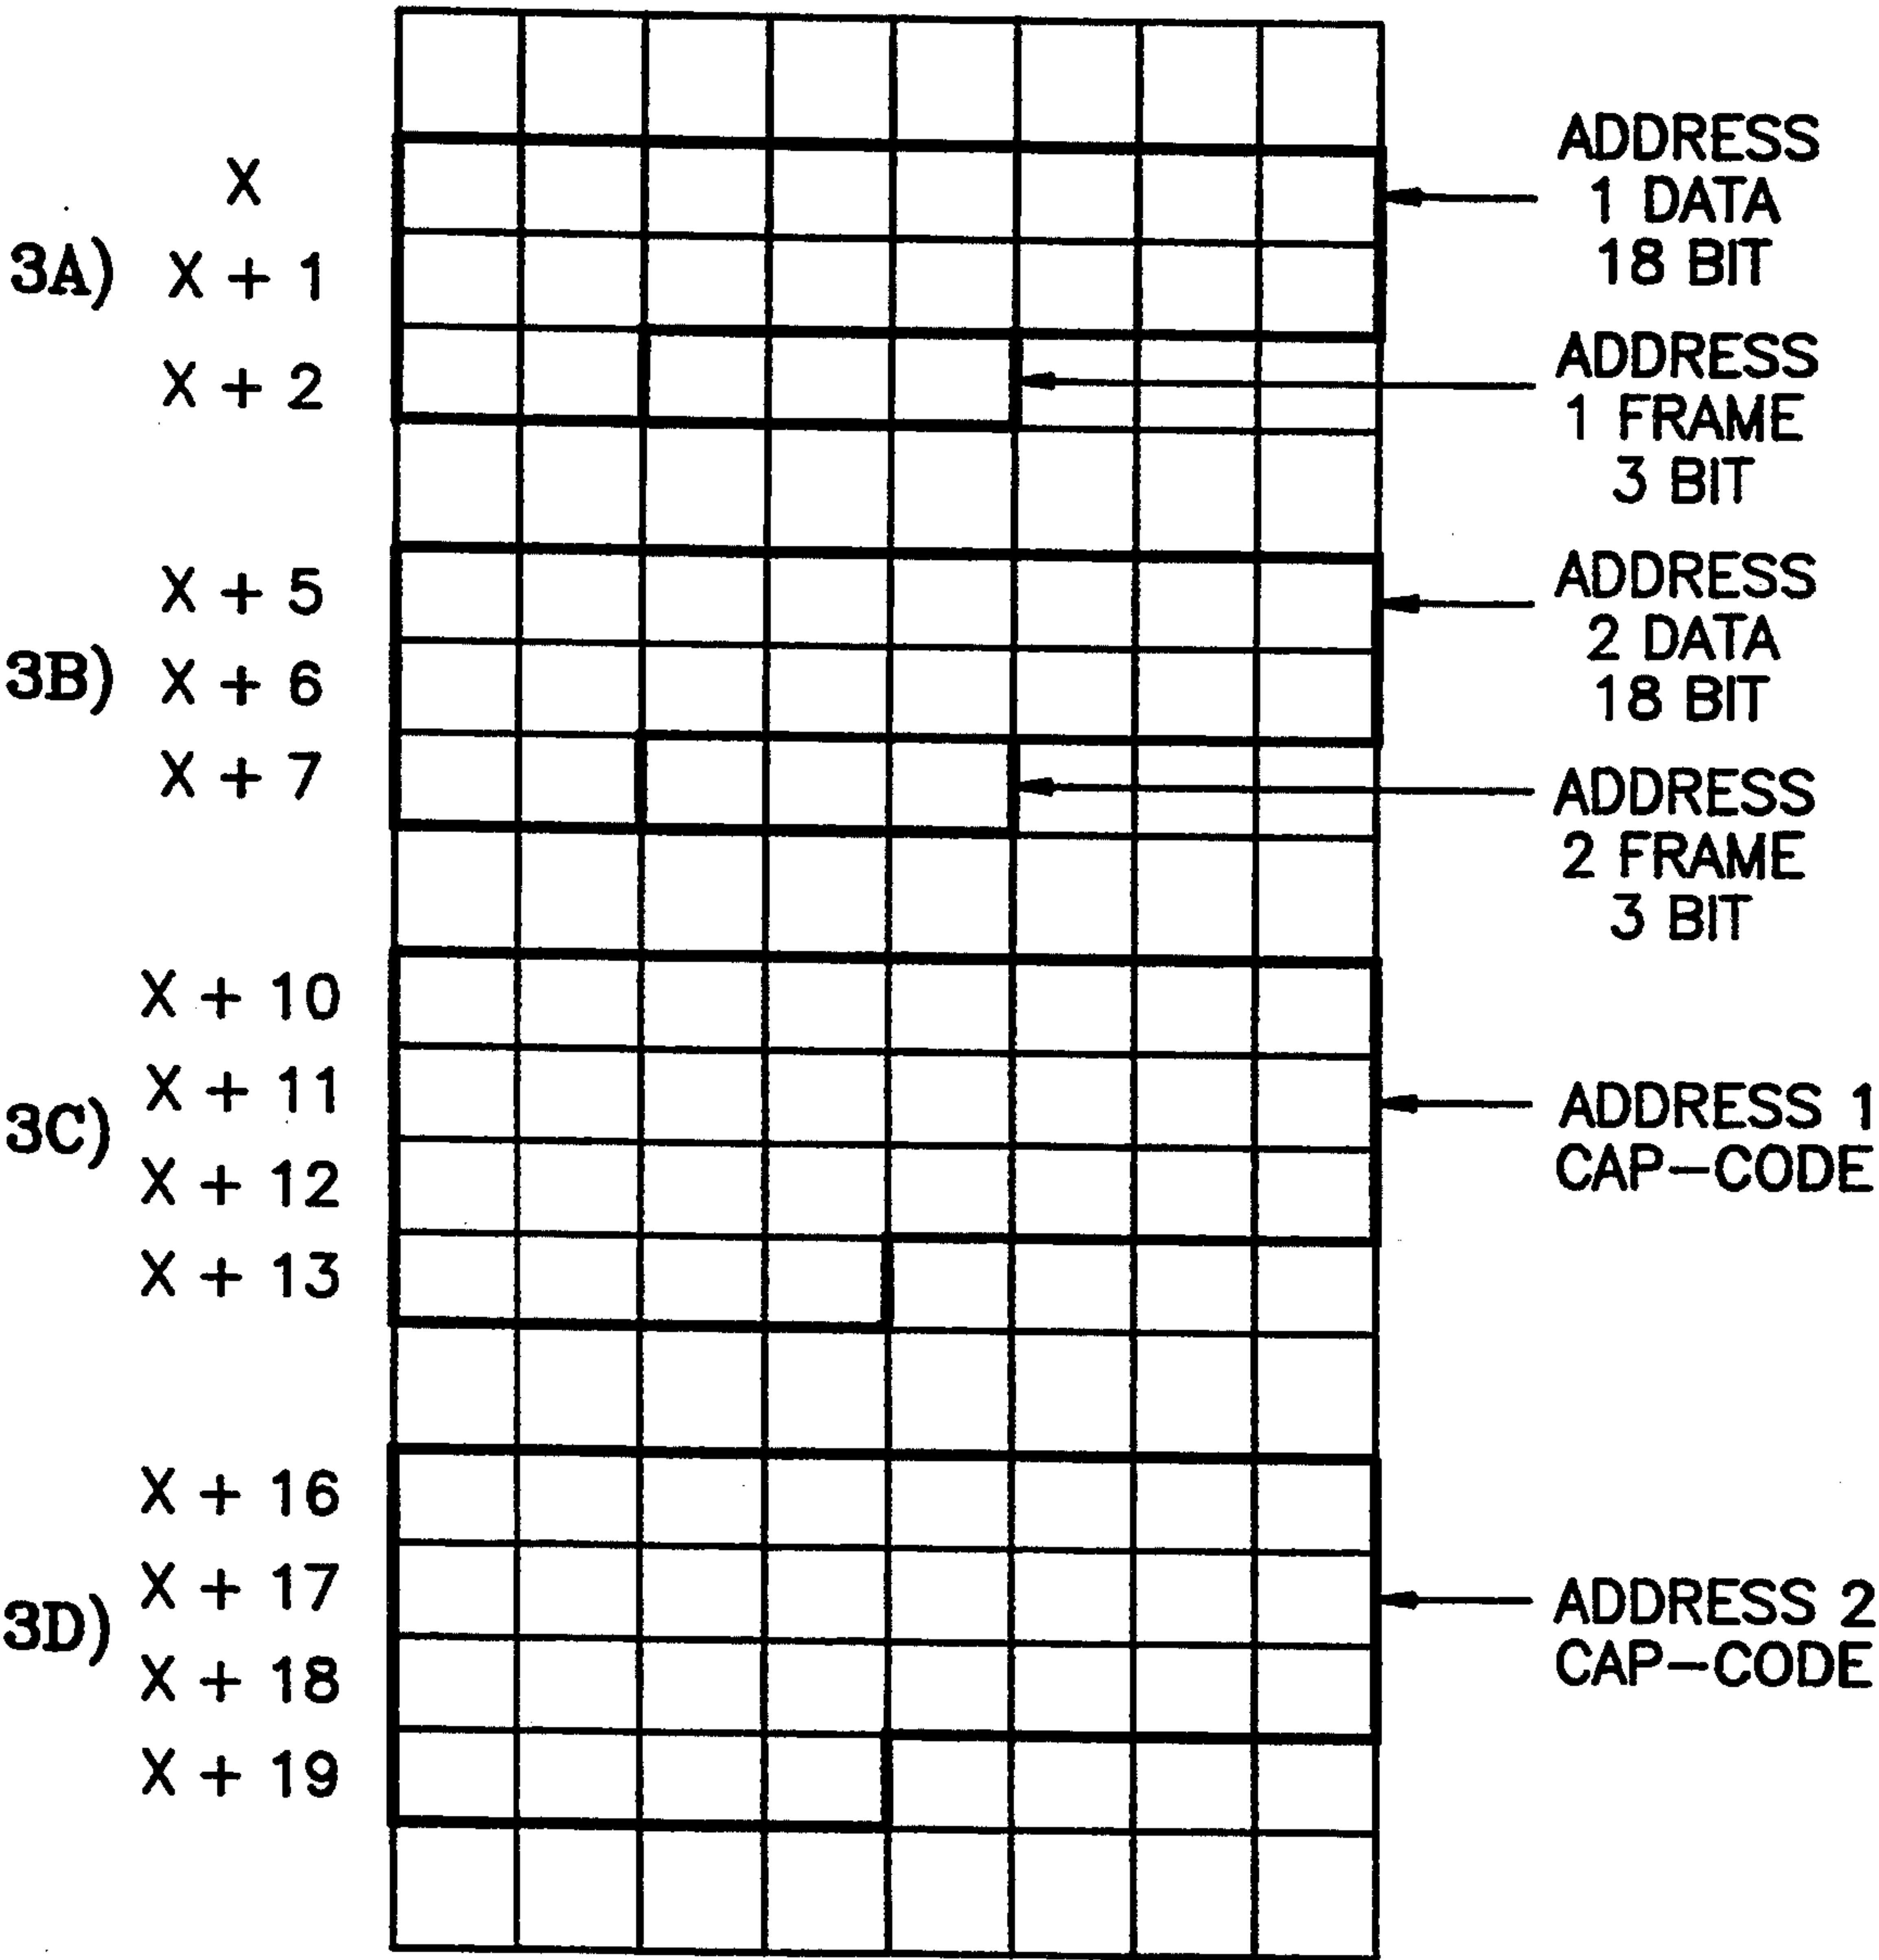 X
3A) X + 1
X + 2
ADDRESS
1 DATA
18 BIT
ADDRESS
1 FRAME
3 BIT
X + 5
3B) X + 6
X + 7
ADDRESS
2 DATA
18 BIT
ADDRESS
2 FRAME
3 BIT
X + 10
X + 11
3C)
X + 12
X + 13
ADDRESS 1
CAP-CODE
X + 16
X + 17
3D)
X + 18
X + 19
ADDRESS 2
CAP-CODE